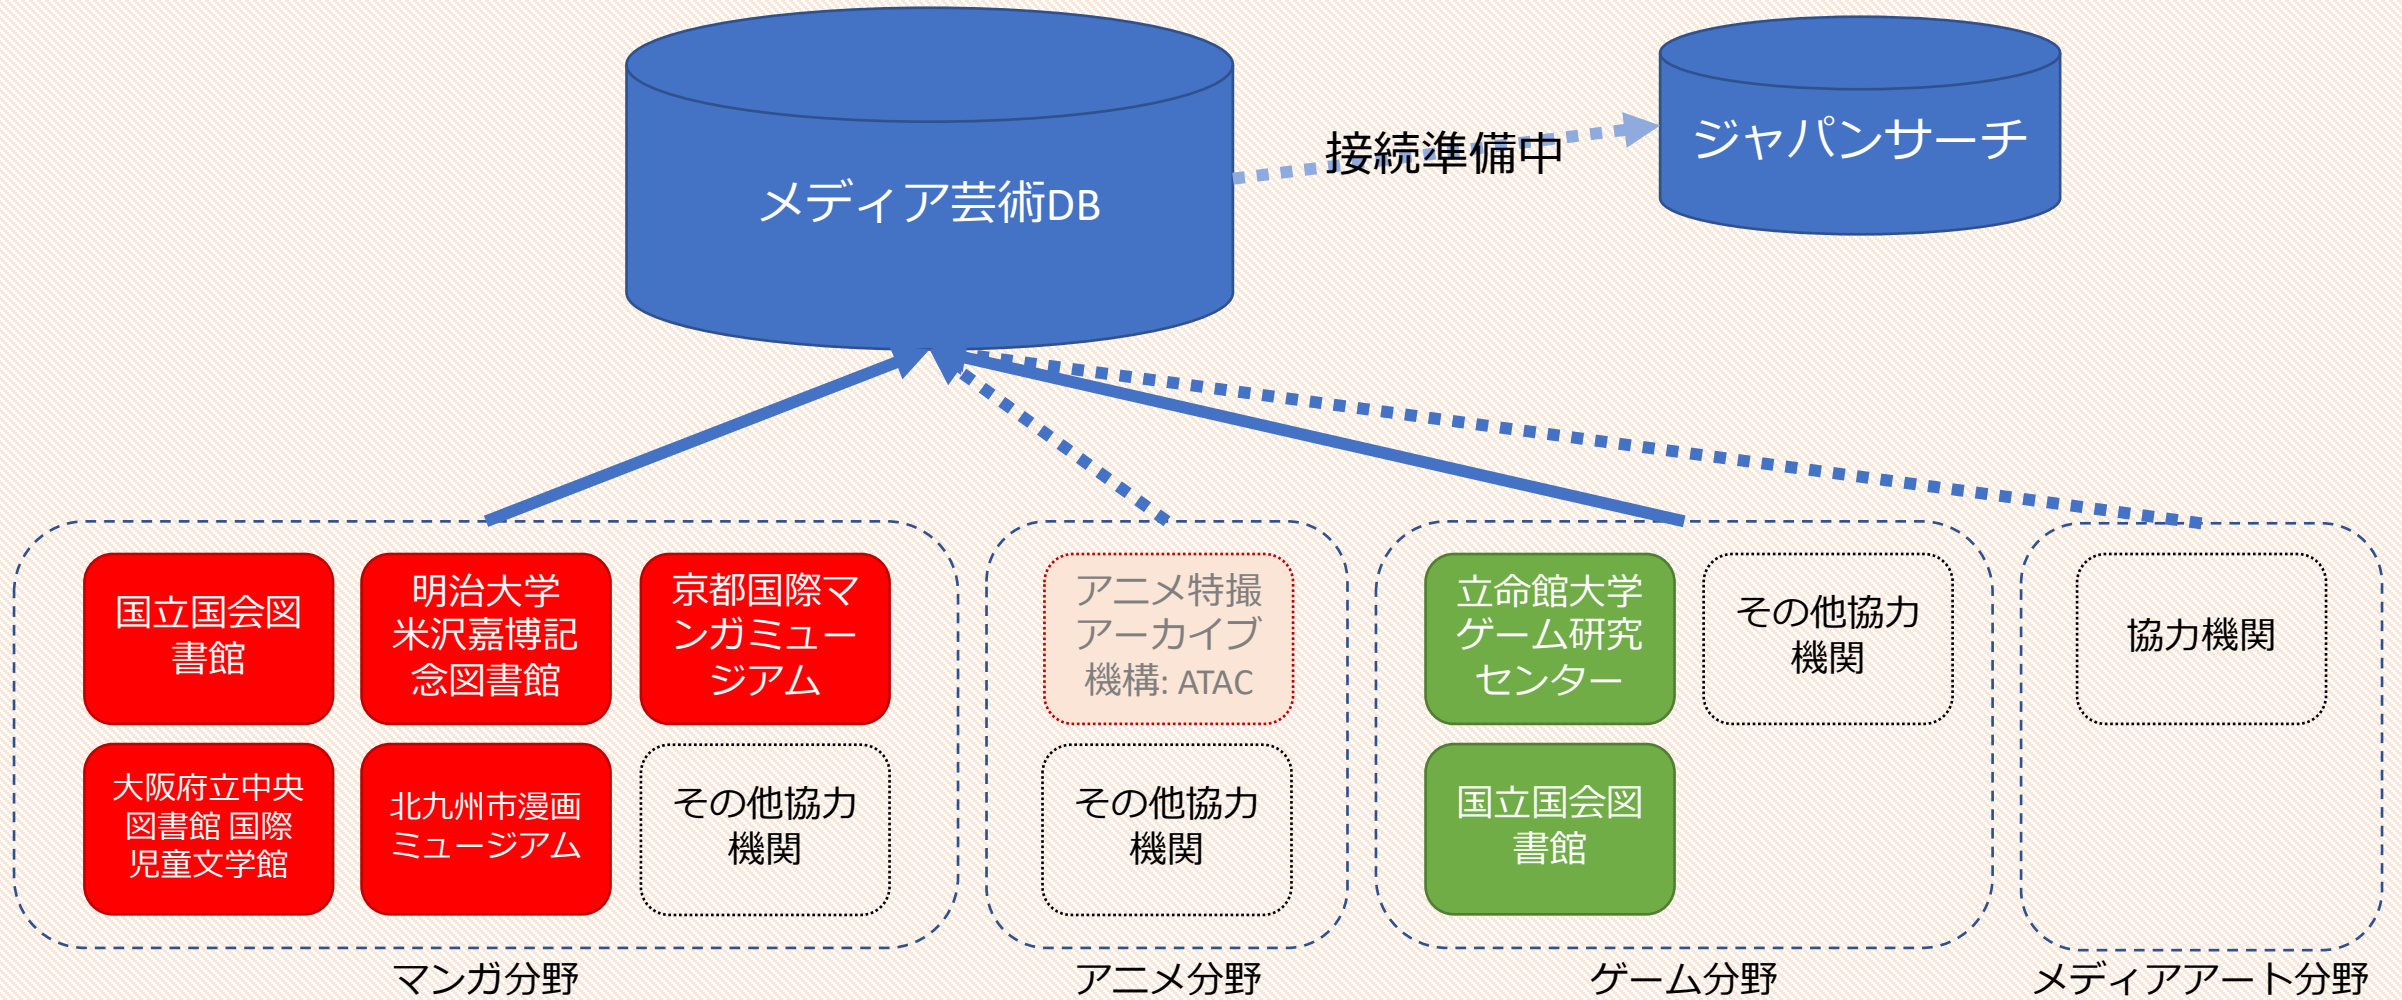 メディア芸術DB
接続準備中
ジャパンサーチ
国立国会図
書館
明治大学
米沢嘉博記
念図書館
京都国際マ
ンガミュー
ジアム
大阪府立中央
図書館 国際
児童文学館
北九州市漫画
ミュージアム
その他協力
機関
マンガ分野
アニメ特撮
アーカイブ
機構: ATAC
その他協力
機関
アニメ分野
立命館大学
ゲーム研究
センター
その他協力
機関
国立国会図
書館
ゲーム分野
協力機関
メディアアート分野